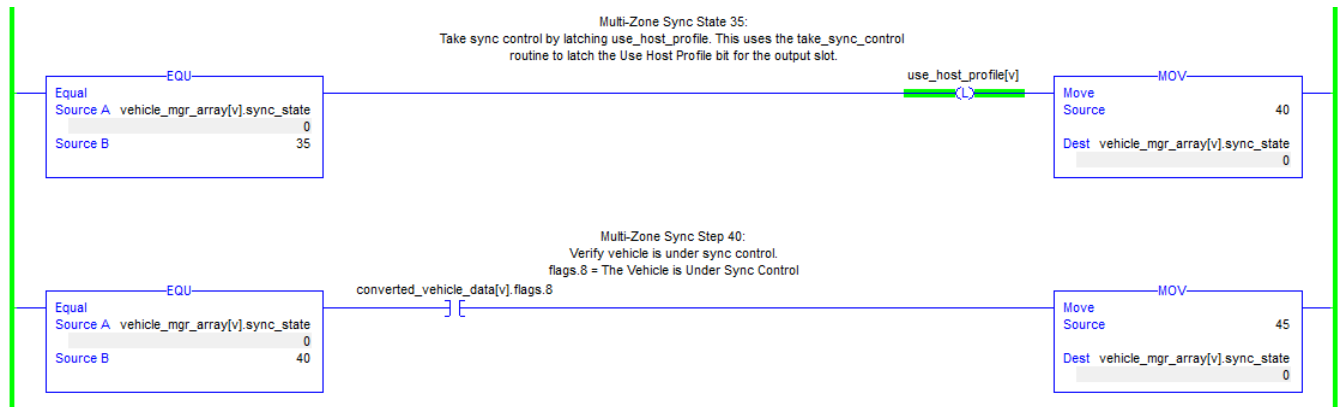 Multi-Zone Sync State 35:
Take sync control by latching use_host_profile. This uses the take_sync_control
routine to latch the Use Host Profile bit for the output slot.
EQU
Equal
Source A vehicle_mgr_array[v].sync_state
0
Source B 35
use_host_profile[v]
L
MOV
Move
Source 40
Dest vehicle_mgr_array[v].sync_state
0
Multi-Zone Sync Step 40:
Verify vehicle is under sync control.
flags.8 = The Vehicle is Under Sync Control
EQU
Equal
Source A vehicle_mgr_array[v].sync_state
0
Source B 40
converted_vehicle_data[v].flags.8
MOV
Move
Source 45
Dest vehicle_mgr_array[v].sync_state
0